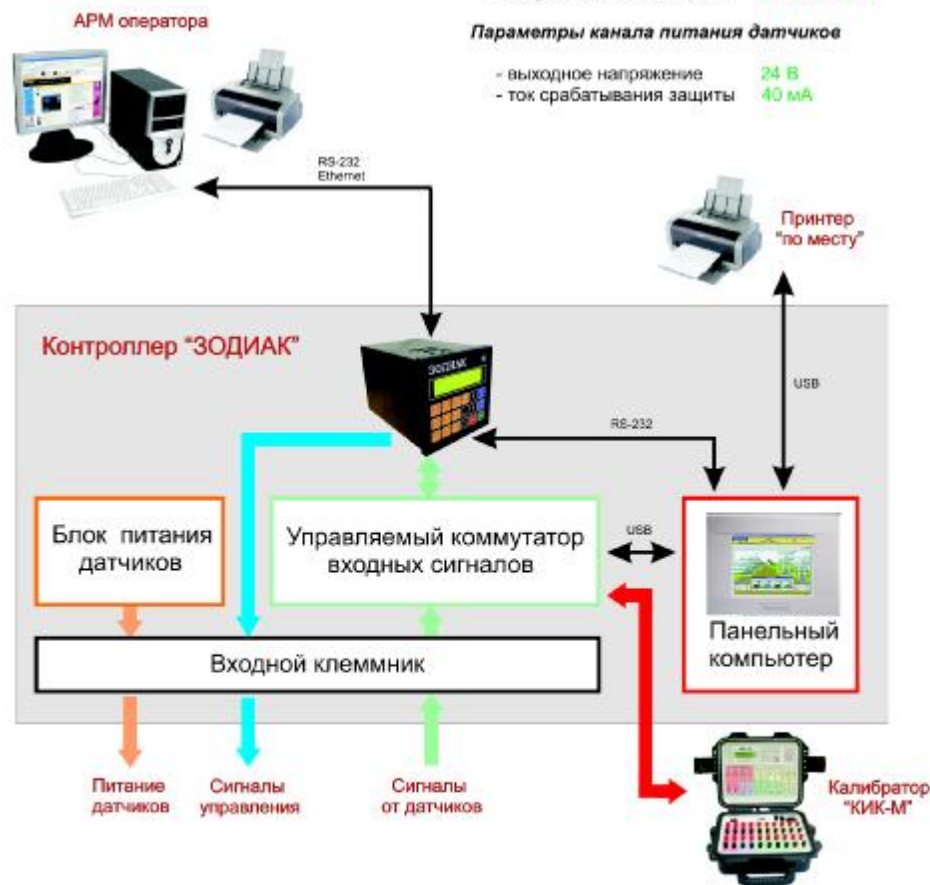 АРМ оператора
Параметры канала питания датчиков
- выходное напряжение 24 В
- ток срабатывания защиты 40 мА
RS-232
Ethernet
Принтер
"по месту"
Контроллер "ЗОДИАК"
ЗОДИАК
USB
RS-232
Блок питания
датчиков
Управляемый коммутатор
входных сигналов
USB
Панельный
компьютер
Входной клеммник
Питание
датчиков
Сигналы
управления
Сигналы
от датчиков
Калибратор
"КИК-М"